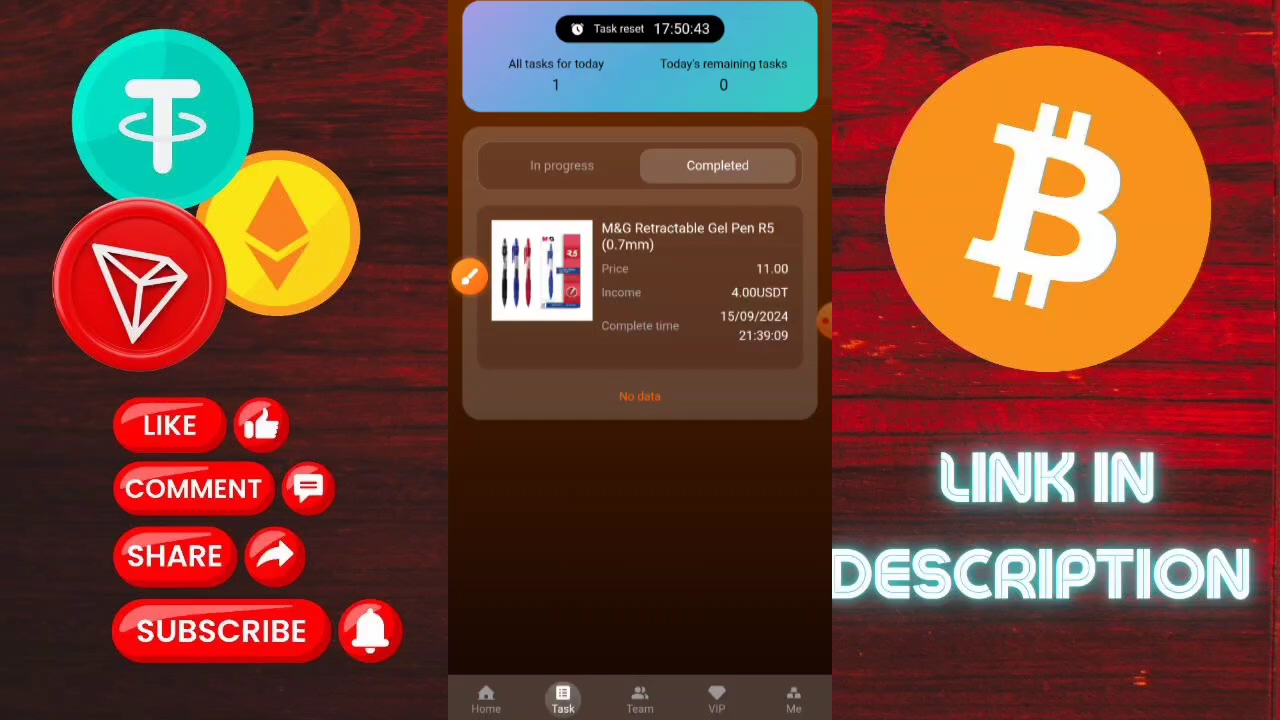 Task reset 17:50:43
All tasks for today
1
Today's remaining tasks
0
In progress
Completed
M&G Retractable Gel Pen R5
(0.7mm)
Price 11.00
Income 4.00USDT
Complete time 15/09/2024
21:39:09
No data
Home
Task
Team
VIP
Me
LIKE
COMMENT
SHARE
SUBSCRIBE
LINK IN
DESCRIPTION